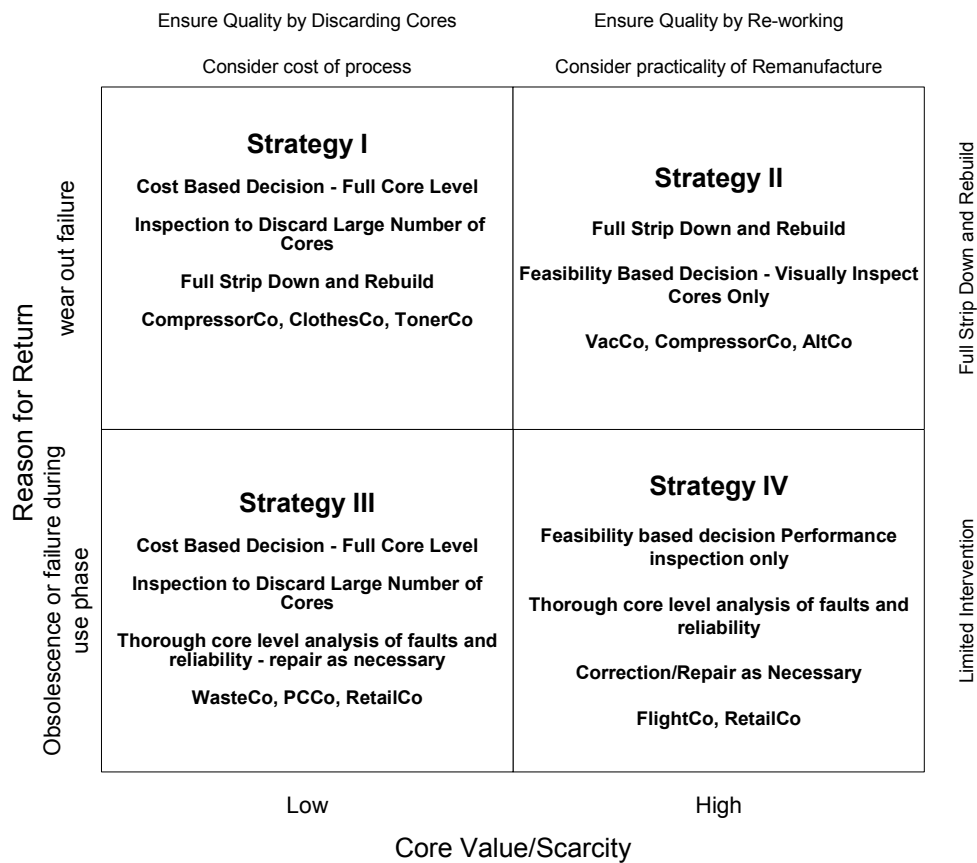 Ensure Quality by Discarding Cores
Ensure Quality by Re-working
Consider cost of process
Consider practicality of Remanufacture
Reason for Return
wear out failure
Strategy I
Cost Based Decision - Full Core Level
Inspection to Discard Large Number of
Cores
Full Strip Down and Rebuild
CompressorCo, ClothesCo, TonerCo
Strategy II
Full Strip Down and Rebuild
Feasibility Based Decision - Visually Inspect
Cores Only
VacCo, CompressorCo, AltCo
Full Strip Down and Rebuild
Obsolescence or failure during
use phase
Strategy III
Cost Based Decision - Full Core Level
Inspection to Discard Large Number of
Cores
Thorough core level analysis of faults and
reliability - repair as necessary
WasteCo, PCCo, RetailCo
Strategy IV
Feasibility based decision Performance
inspection only
Thorough core level analysis of faults and
reliability
Correction/Repair as Necessary
FlightCo, RetailCo
Limited Intervention
Low
High
Core Value/Scarcity